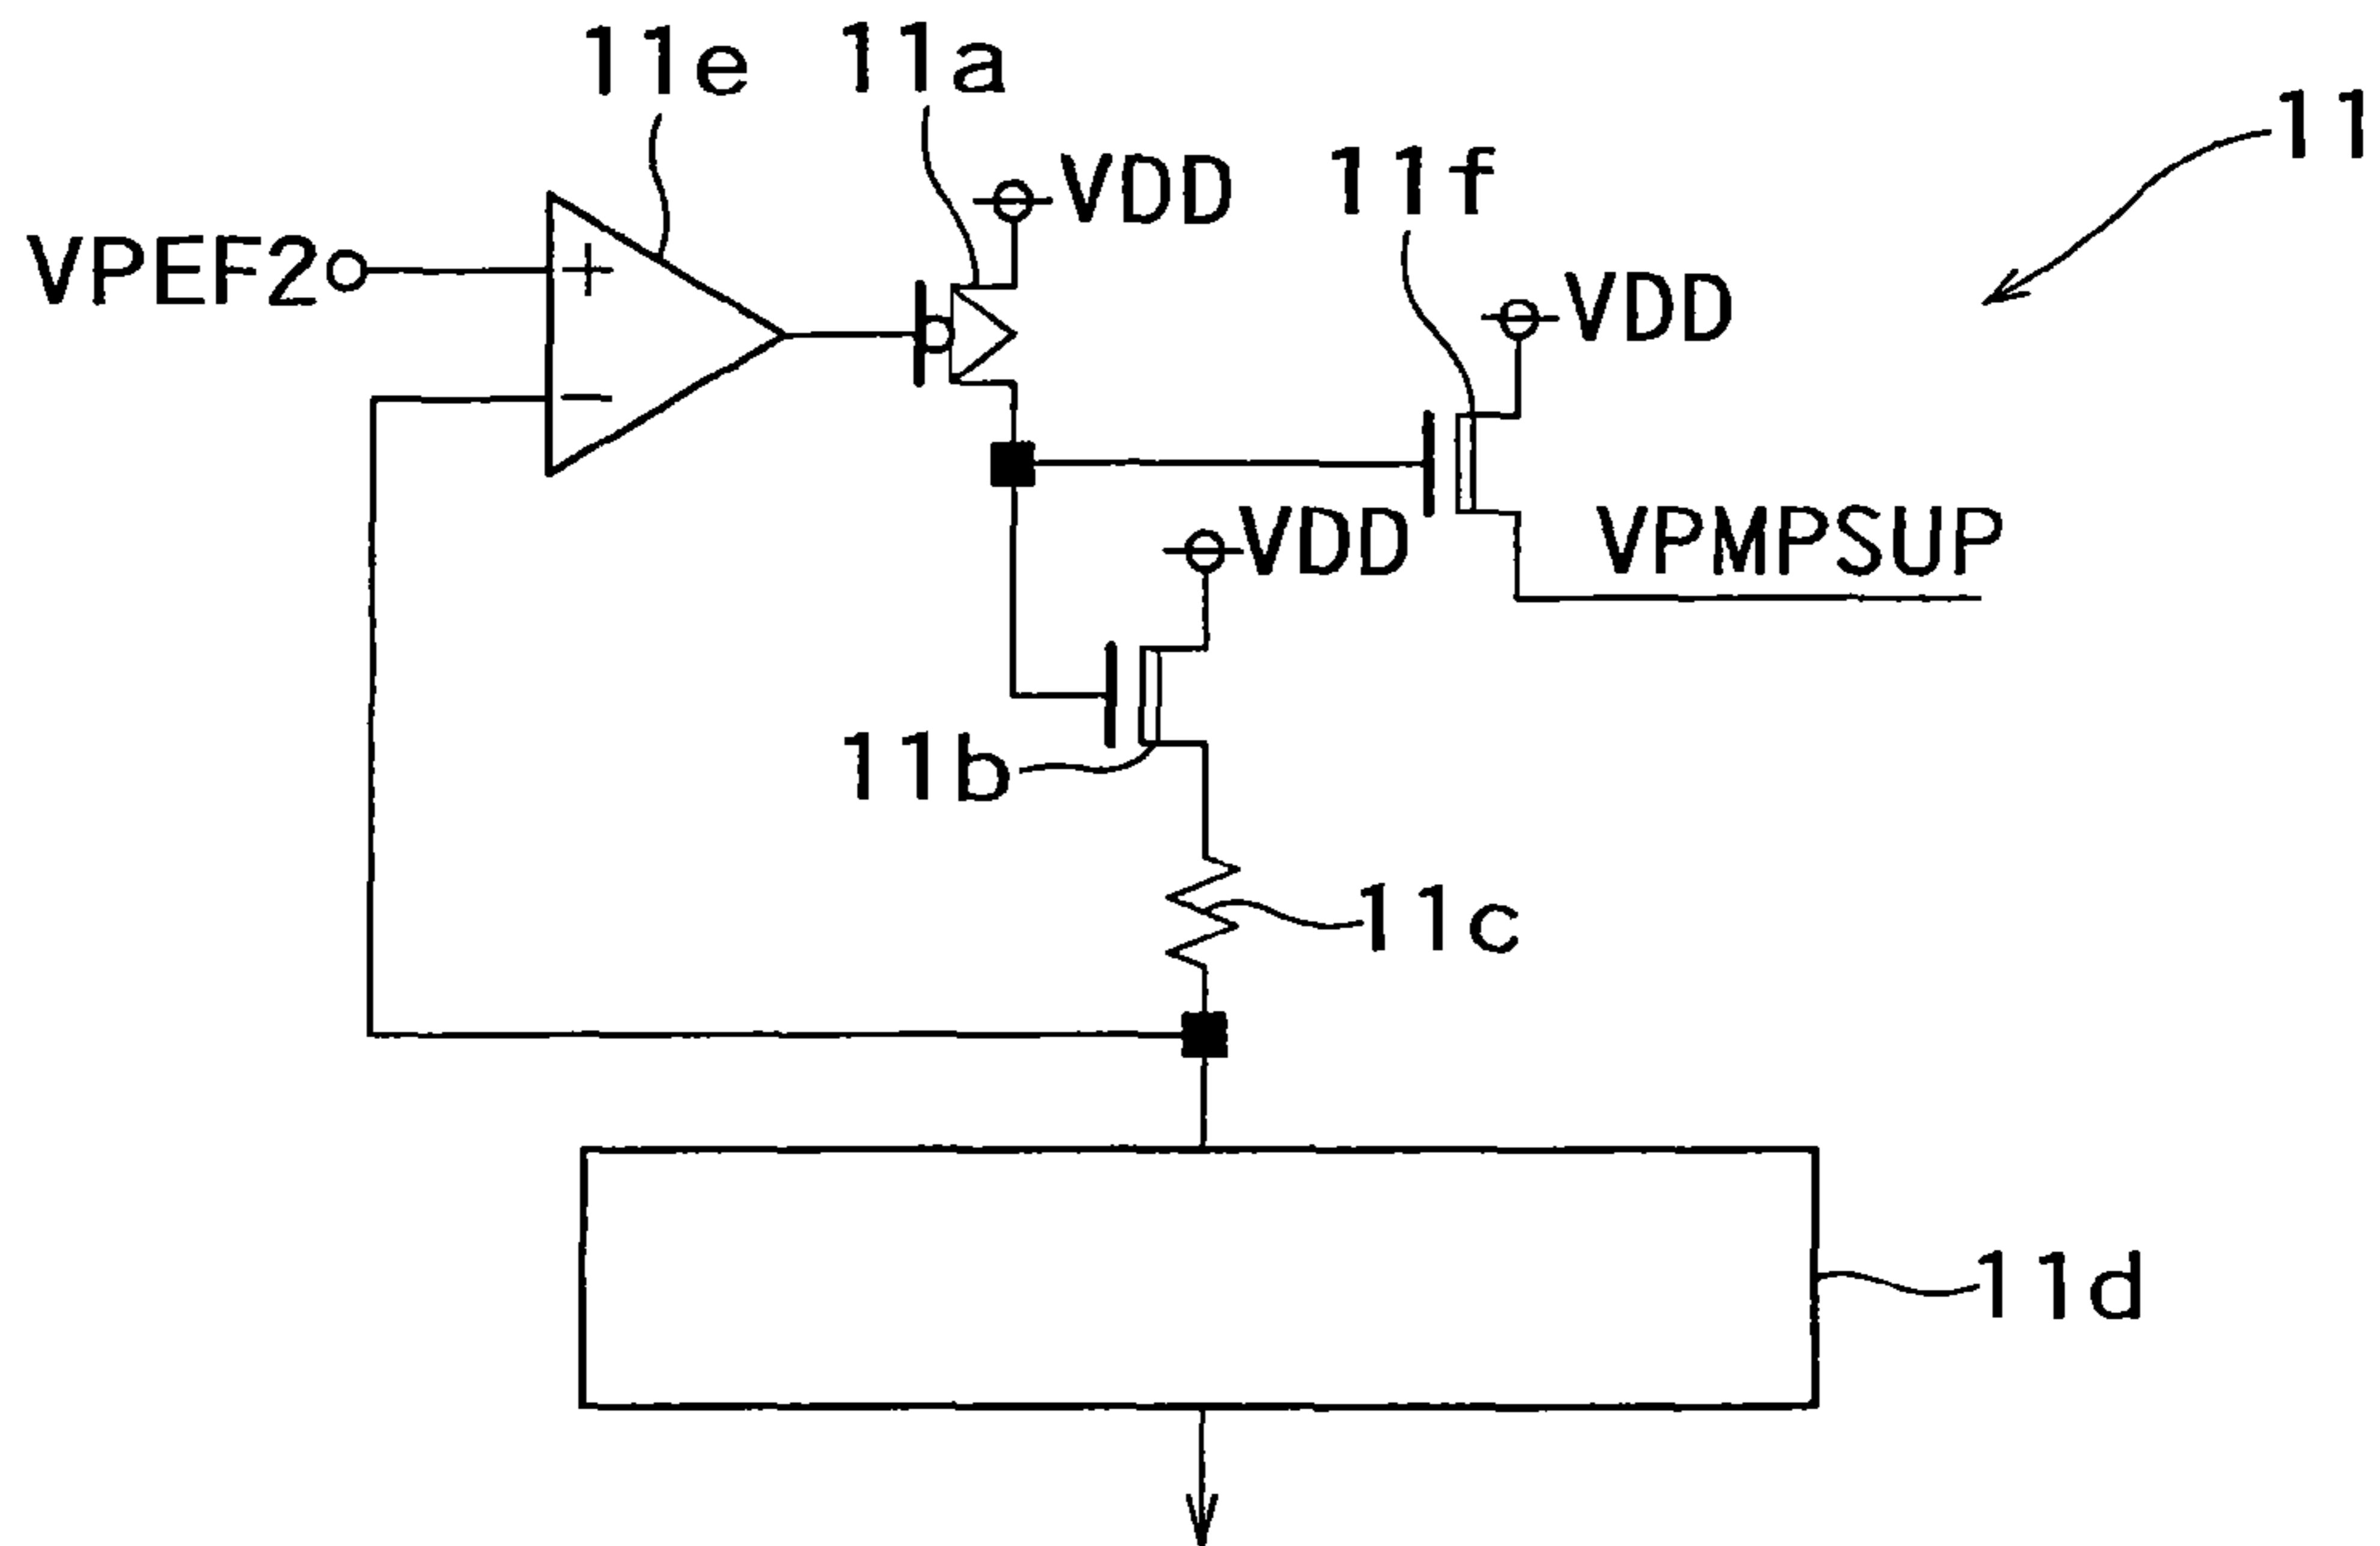 11e
11a
11
VDD
11f
VPEF2
+
VDD
−
VDD
VPMPSUP
11b
11c
11d